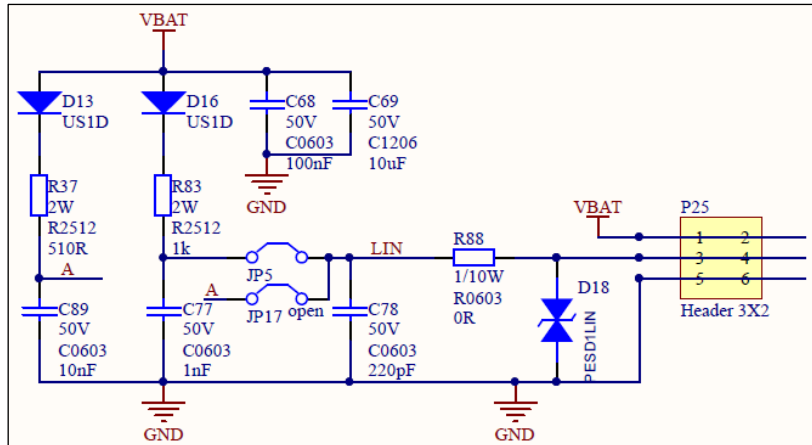 VBAT
D13
US1D
D16
US1D
C68
50V
C0603
100nF
C69
50V
C1206
10uF
GND
R37
2W
R2512
510R
R83
2W
R2512
1k
A
JP5
A
JP17
open
LIN
R88
1/10W
R0603
0R
VBAT
P25
1 2
3 4
5 6
Header 3X2
D18
PESD1LIN
C89
50V
C0603
10nF
C77
50V
C0603
1nF
C78
50V
C0603
220pF
GND
GND